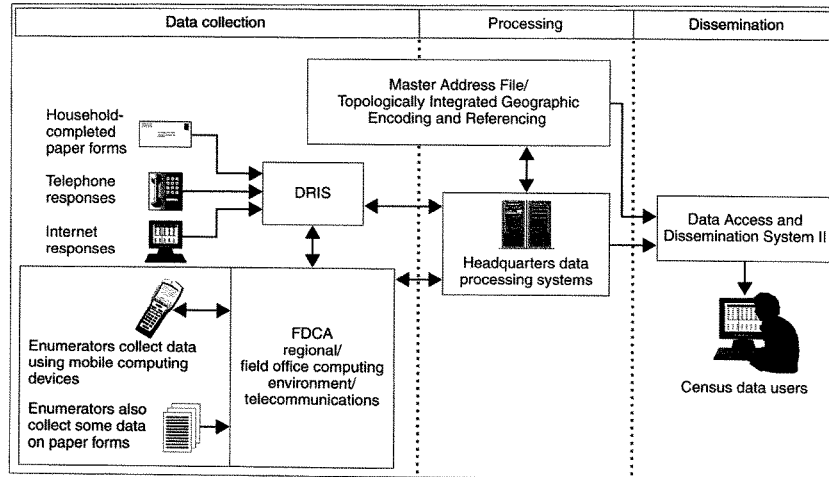 Data collection
Processing
Dissemination
Master Address File/
Topologically Integrated Geographic
Encoding and Referencing
Household-
completed
paper forms
Telephone
responses
Internet
responses
DRIS
Headquarters data
processing systems
Data Access and
Dissemination System II
Census data users
Enumerators collect data
using mobile computing
devices
Enumerators also
collect some data
on paper forms
FDCA
regional/
field office computing
environment/
telecommunications